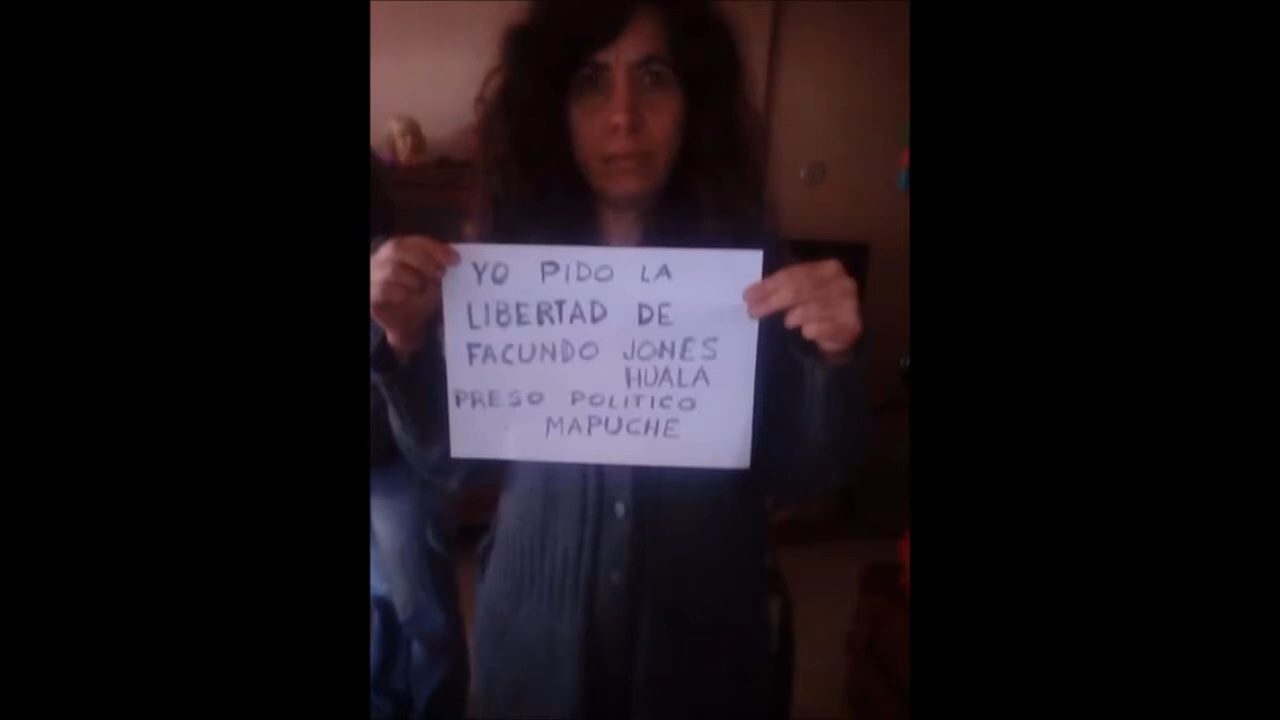 YO PIDO LA
LIBERTAD DE
FACUNDO JONES
HUALA
PRESO POLITICO
MAPUCHE